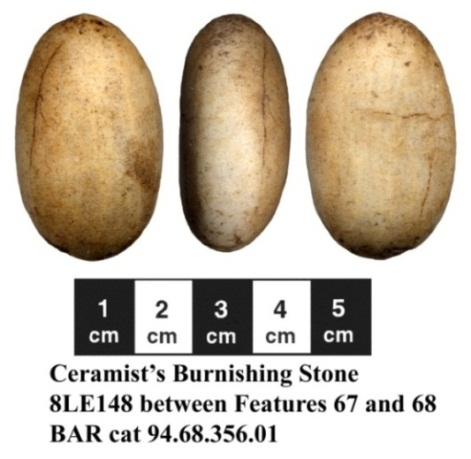 1 2 3 4 5
cm cm cm cm cm
Ceramist's Burnishing Stone
8LE148 between Features 67 and 68
BAR cat 94.68.356.01